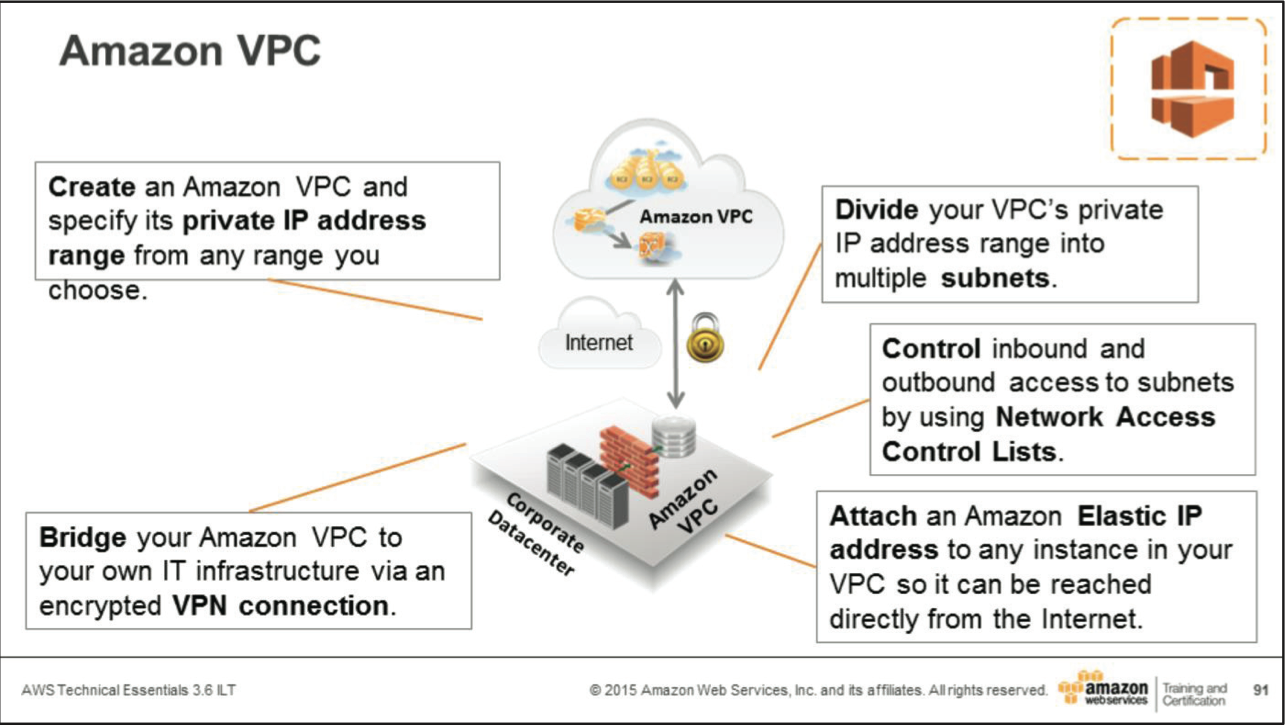 Amazon VPC
Create an Amazon VPC and
specify its private IP address
range from any range you
choose.
EC2 EC2 EC2
Amazon VPC
Internet
Divide your VPC’s private
IP address range into
multiple subnets.
Control inbound and
outbound access to subnets
by using Network Access
Control Lists.
Bridge your Amazon VPC to
your own IT infrastructure via an
encrypted VPN connection.
Corporate
Datacenter
Amazon
VPC
Attach an Amazon Elastic IP
address to any instance in your
VPC so it can be reached
directly from the Internet.
AWS Technical Essentials 3.6 ILT
© 2015 Amazon Web Services, Inc. and its affiliates. All rights reserved.
amazon
webservices
Training and
Certification
91